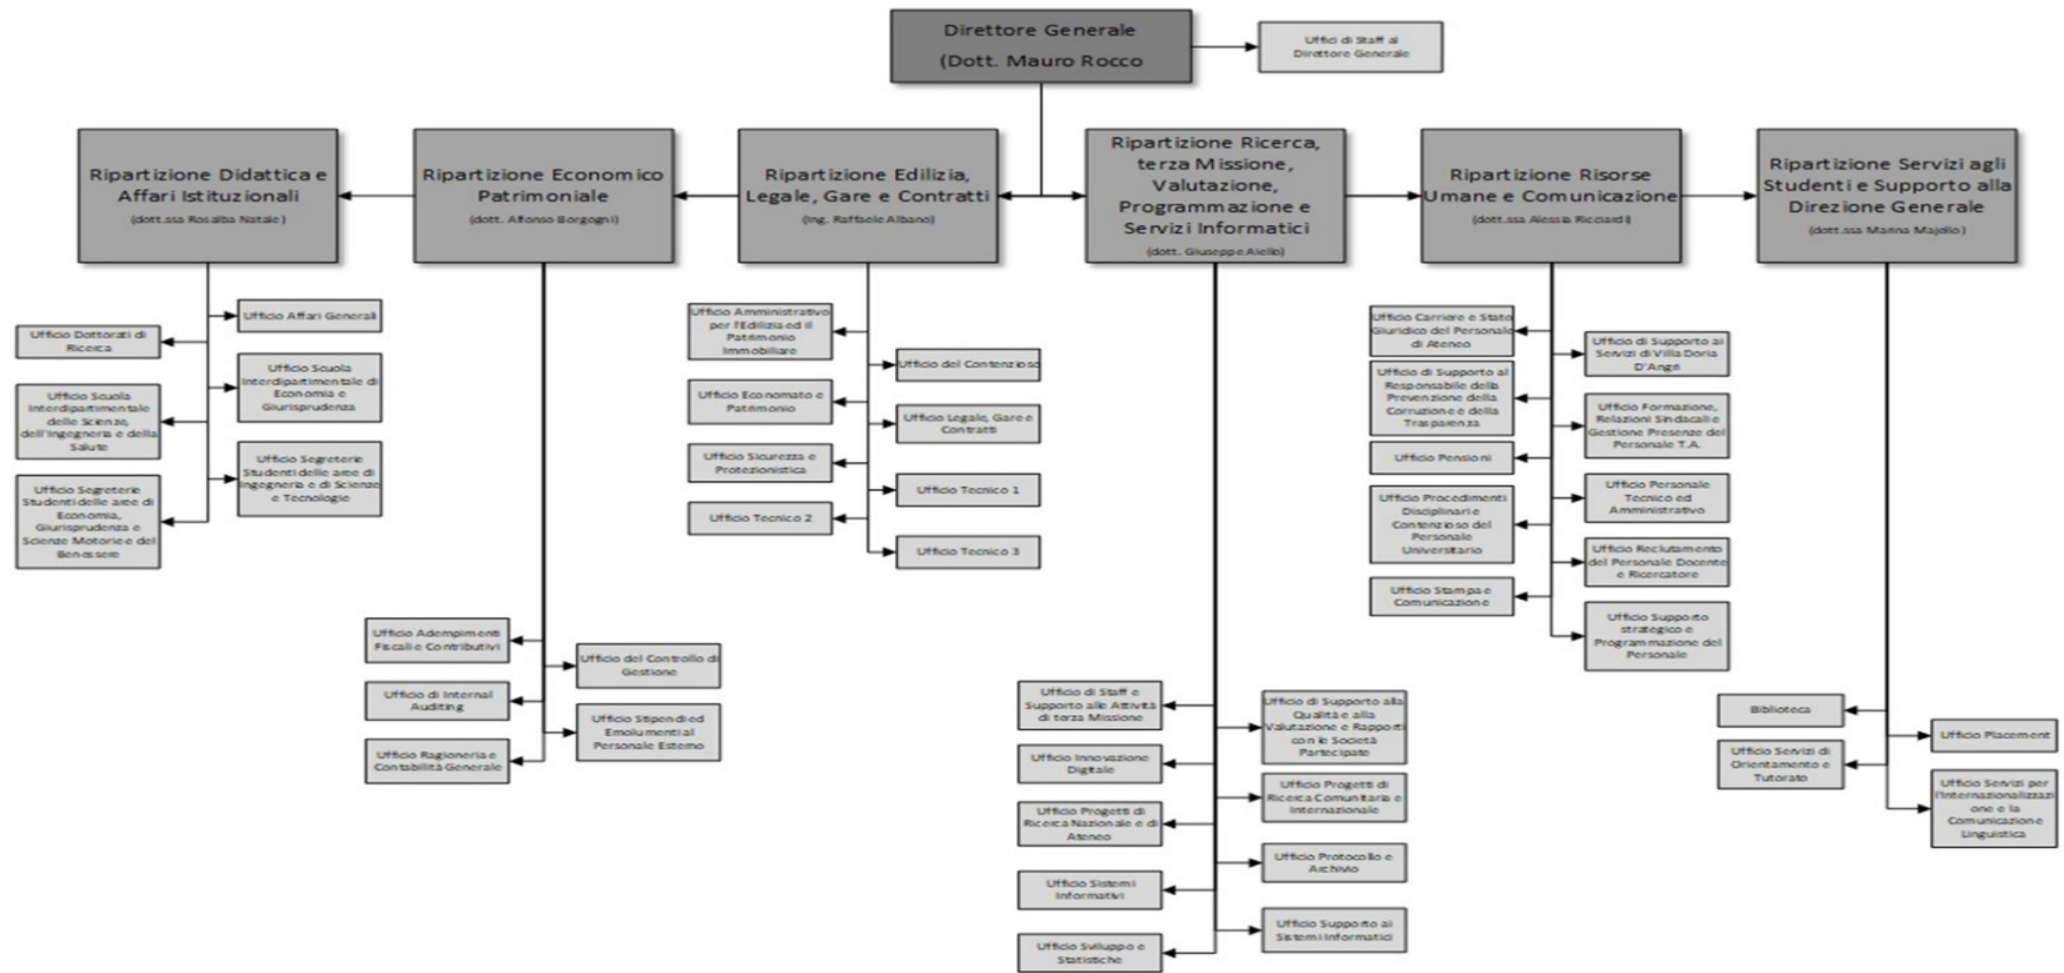 Direttore Generale
(Dott. Mauro Rocco
Uffici di Staff al
Direttore Generale
Ripartizione Didattica e
Affari Istituzionali
(dott.ssa Rosalba Natale)
Ripartizione Economico
Patrimoniale
(dott. Alfonso Borgogni)
Ripartizione Edilizia,
Legale, Gare e Contratti
(Ing. Raffaele Albano)
Ripartizione Ricerca,
terza Missione,
Valutazione,
Programmazione e
Servizi Informatici
(dott. Giuseppe Aiello)
Ripartizione Risorse
Umane e Comunicazione
(dott.ssa Alessia Ricciardi)
Ripartizione Servizi agli
Studenti e Supporto alla
Direzione Generale
(dott.ssa Marina Majello)
Ufficio Affari Generali
Ufficio Dottorati di
Ricerca
Ufficio Scuola
Interdipartimentale di
Economia e
Giurisprudenza
Ufficio Scuola
Interdipartimentale
delle Scienze,
dell'Ingegneria e della
Salute
Ufficio Segreterie
Studenti delle aree di
Ingegneria e di Scienze
e Tecnologie
Ufficio Segreterie
Studenti delle aree di
Economia,
Giurisprudenza e
Scienze Motorie e del
Benessere
Ufficio Adempimenti
Fiscali e Contributivi
Ufficio del Controllo di
Gestione
Ufficio di Internal
Auditing
Ufficio Stipendi ed
Emolumenti al
Personale Esterno
Ufficio Ragioneria e
Contabilità Generale
Ufficio Amministrativo
per l'Edilizia ed il
Patrimonio
Immobiliare
Ufficio del Contenzioso
Ufficio Economato e
Patrimonio
Ufficio Legale, Gare e
Contratti
Ufficio Sicurezza e
Protezionistica
Ufficio Tecnico 1
Ufficio Tecnico 2
Ufficio Tecnico 3
Ufficio di Staff e
Supporto alle Attività
di terza Missione
Ufficio di Supporto alla
Qualità e alla
Valutazione e Rapporti
con le Società
Partecipate
Ufficio Innovazione
Digitale
Ufficio Progetti di
Ricerca Comunitaria e
Internazionale
Ufficio Progetti di
Ricerca Nazionale e di
Ateneo
Ufficio Protocollo e
Archivio
Ufficio Sistemi
Informativi
Ufficio Supporto ai
Sistemi Informatici
Ufficio Sviluppo e
Statistiche
Ufficio Carriere e Stato
Giuridico del Personale
di Ateneo
Ufficio di Supporto ai
Servizi di Villa Doria
D'Angri
Ufficio di Supporto al
Responsabile della
Prevenzione della
Corruzione e della
Trasparenza
Ufficio Formazione,
Relazioni Sindacali e
Gestione Presenze del
Personale T.A.
Ufficio Pensioni
Ufficio Personale
Tecnico ed
Amministrativo
Ufficio Procedimenti
Disciplinari e
Contenzioso del
Personale
Universitario
Ufficio Reclutamento
del Personale Docente
e Ricercatore
Ufficio Stampa e
Comunicazione
Ufficio Supporto
strategico e
Programmazione del
Personale
Biblioteca
Ufficio Placement
Ufficio Servizi di
Orientamento e
Tutorato
Ufficio Servizi per
l'Internazionalizzazi
one e la
Comunicazione
Linguistica